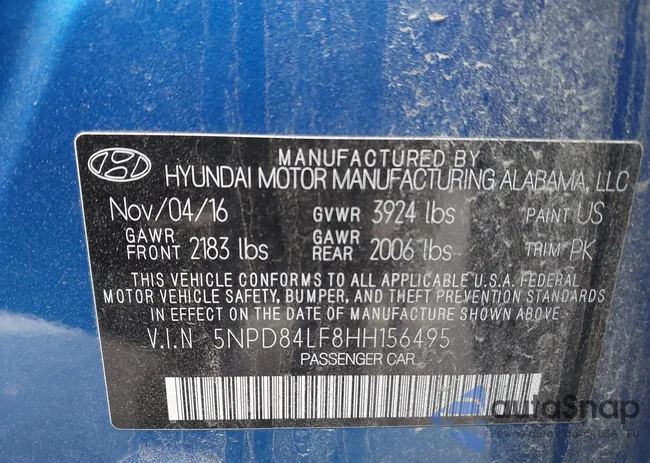 MANUFACTURED BY
HYUNDAI MOTOR MANUFACTURING ALABAMA, LLC
Nov/04/16 GVWR 3924 lbs PAINT US
GAWR FRONT 2183 lbs GAWR REAR 2006 lbs TRIM PK
THIS VEHICLE CONFORMS TO ALL APPLICABLE U.S.A. FEDERAL
MOTOR VEHICLE SAFETY, BUMPER, AND THEFT PREVENTION STANDARDS
IN EFFECT ON THE DATE OF MANUFACTURE SHOWN ABOVE.
V.I.N 5NPD84LF8HH156495
PASSENGER CAR
autaSnap